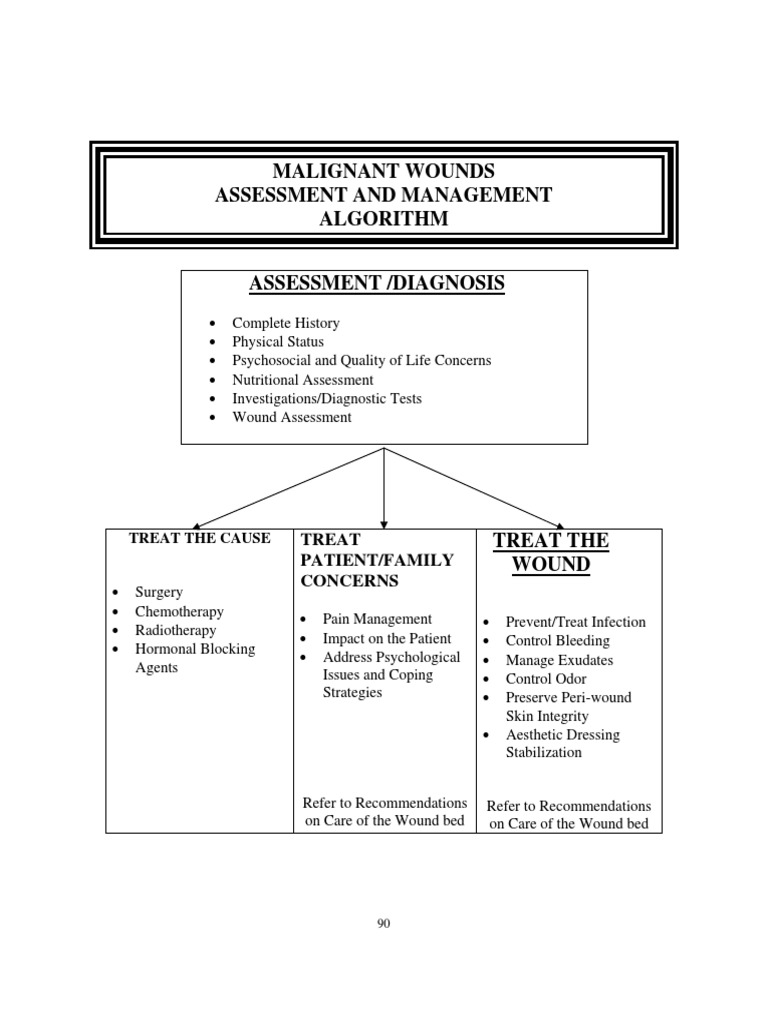 MALIGNANT WOUNDS
ASSESSMENT AND MANAGEMENT
ALGORITHM
ASSESSMENT /DIAGNOSIS
• Complete History
• Physical Status
• Psychosocial and Quality of Life Concerns
• Nutritional Assessment
• Investigations/Diagnostic Tests
• Wound Assessment
TREAT THE CAUSE
• Surgery
• Chemotherapy
• Radiotherapy
• Hormonal Blocking
Agents
TREAT
PATIENT/FAMILY
CONCERNS
• Pain Management
• Impact on the Patient
• Address Psychological
Issues and Coping
Strategies
Refer to Recommendations
on Care of the Wound bed
TREAT THE
WOUND
• Prevent/Treat Infection
• Control Bleeding
• Manage Exudates
• Control Odor
• Preserve Peri-wound
Skin Integrity
• Aesthetic Dressing
Stabilization
Refer to Recommendations
on Care of the Wound bed
90